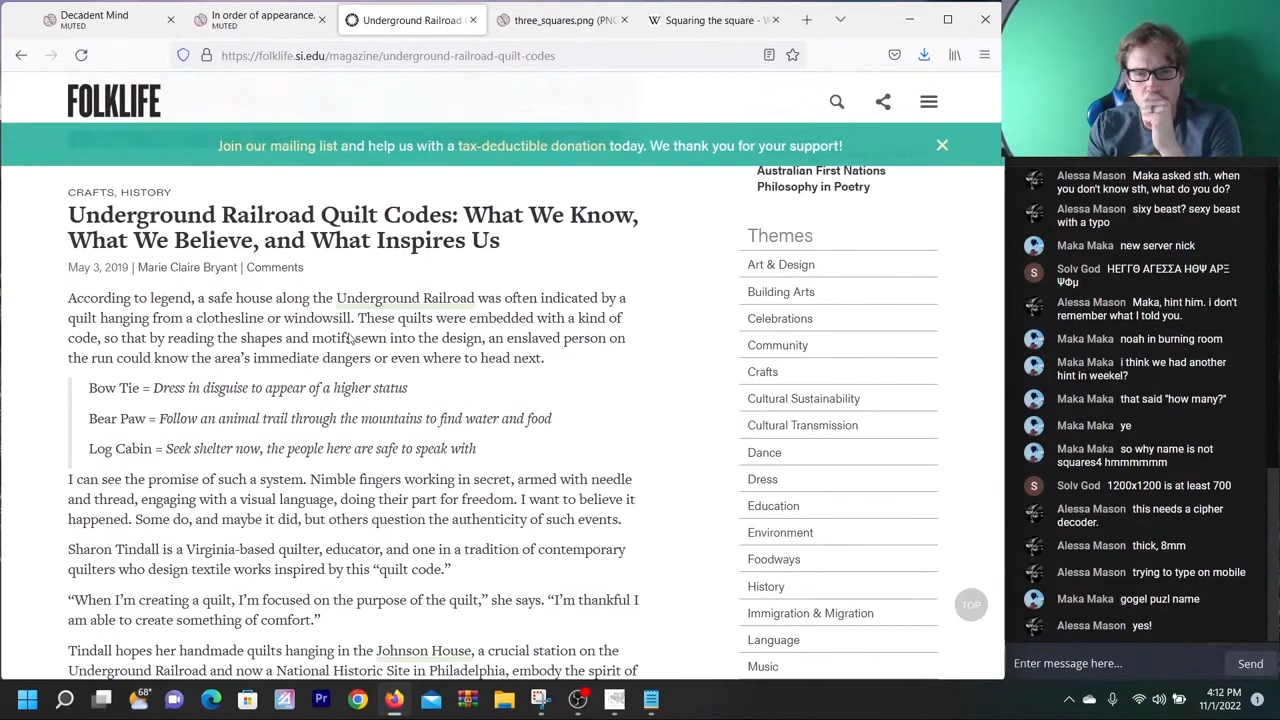 Decadent Mind
MUTED
In order of appearance.
MUTED
Underground Railroad
three_squares.png (PNG
Squaring the square - W
https://folklife.si.edu/magazine/underground-railroad-quilt-codes
FOLKLIFE
Join our mailing list and help us with a tax-deductible donation today. We thank you for your support!
CRAFTS, HISTORY
Underground Railroad Quilt Codes: What We Know,
What We Believe, and What Inspires Us
May 3, 2019 | Marie Claire Bryant | Comments
According to legend, a safe house along the Underground Railroad was often indicated by a
quilt hanging from a clothesline or windowsill. These quilts were embedded with a kind of
code, so that by reading the shapes and motifs sewn into the design, an enslaved person on
the run could know the area's immediate dangers or even where to head next.
Bow Tie = Dress in disguise to appear of a higher status
Bear Paw = Follow an animal trail through the mountains to find water and food
Log Cabin = Seek shelter now, the people here are safe to speak with
I can see the promise of such a system. Nimble fingers working in secret, armed with needle
and thread, engaging with a visual language, doing their part for freedom. I want to believe it
happened. Some do, and maybe it did, but others question the authenticity of such events.
Sharon Tindall is a Virginia-based quilter, educator, and one in a tradition of contemporary
quilters who design textile works inspired by this “quilt code.”
“When I'm creating a quilt, I'm focused on the purpose of the quilt,” she says. “I'm thankful I
am able to create something of comfort.”
Tindall hopes her handmade quilts hanging in the Johnson House, a crucial station on the
Underground Railroad and now a National Historic Site in Philadelphia, embody the spirit of
Australian First Nations
Philosophy in Poetry
Themes
Art & Design
Building Arts
Celebrations
Community
Crafts
Cultural Sustainability
Cultural Transmission
Dance
Dress
Education
Environment
Foodways
History
Immigration & Migration
Language
Music
TOP
Alessa Mason Maka asked sth. when
you don't know sth, what do you do?
Alessa Mason sixy beast? sexy beast
with a typo
Maka Maka new server nick
Solv God ΗΕΓΓΘ ΑΓΕΣΣΑ ΗΘΨ ΑΡΞ
ΨΦμ
Alessa Mason Maka, hint him. i don't
remember what I told you.
Maka Maka noah in burning room
Maka Maka i think we had another
hint in weekel?
Maka Maka that said "how many?"
Maka Maka ye
Maka Maka so why name is not
squares4 hmmmmmm
Solv God 1200x1200 is at least 700
Alessa Mason this needs a cipher
decoder.
Alessa Mason thick, 8mm
Alessa Mason trying to type on mobile
Maka Maka gogel puzl name
Alessa Mason yes!
Enter message here...
Send
68°
4:12 PM
11/1/2022